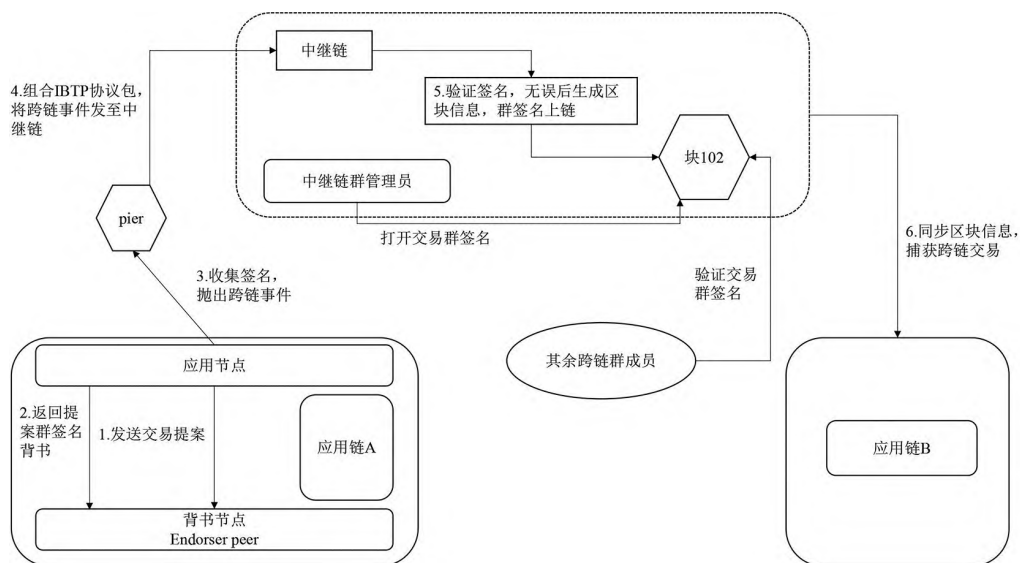 中继链
4.组合IBTP协议包，
将跨链事件发至中
继链
5.验证签名，无误后生成区
块信息，群签名上链
块102
中继链群管理员
pier
打开交易群签名
6.同步区块信息，
捕获跨链交易
3.收集签名，
抛出跨链事件
验证交易
群签名
应用节点
其余跨链群成员
2.返回提
案群签名
背书
1.发送交易提案
应用链A
应用链B
背书节点
Endorser peer